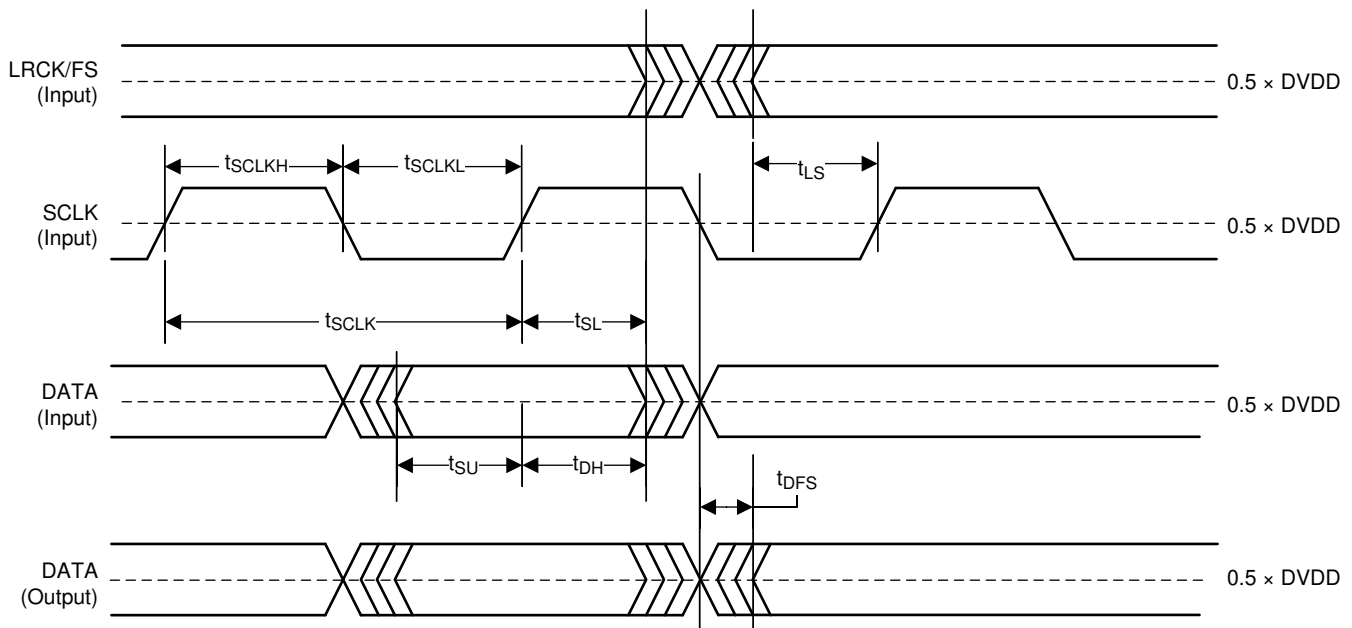 LRCK/FS
(Input)
0.5 × DVDD
tSCLKH
tSCLKL
tLS
SCLK
(Input)
0.5 × DVDD
tSCLK
tSL
DATA
(Input)
0.5 × DVDD
tSU
tDH
tDFS
DATA
(Output)
0.5 × DVDD